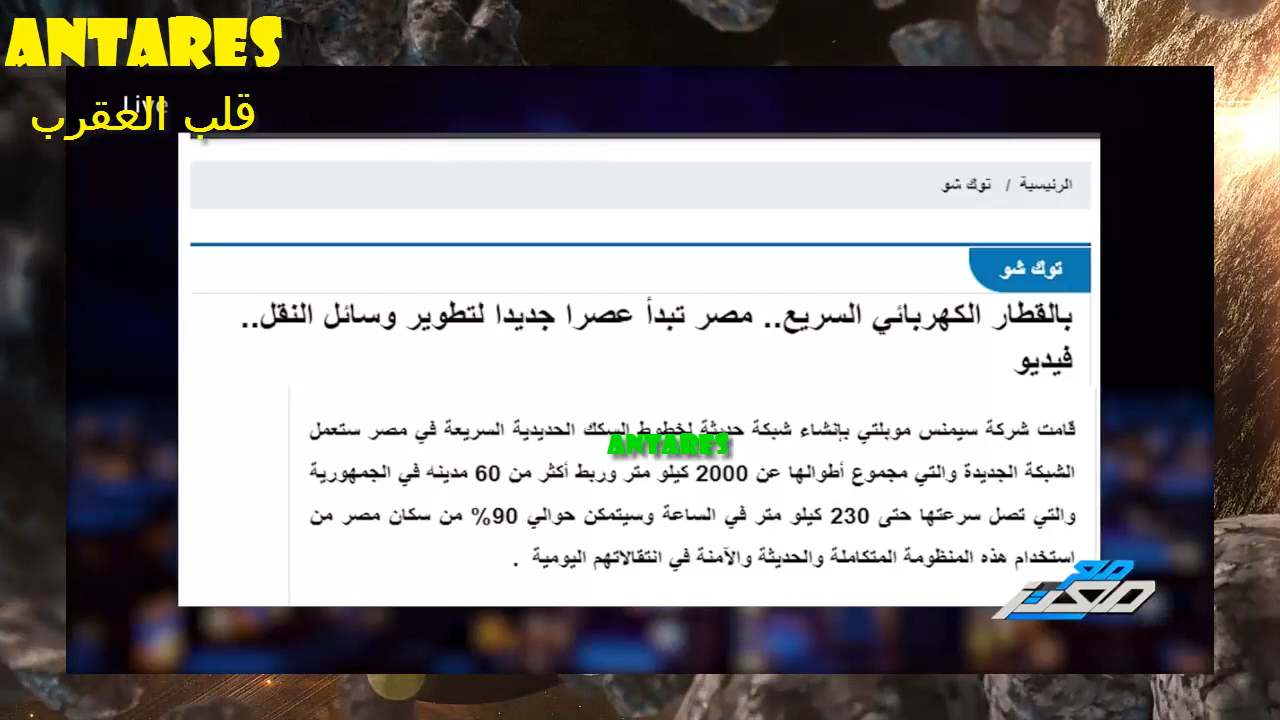 ANTARES
Live
قلب العقرب
الرئيسية / توك شو
توك شو
بالقطار الكهربائي السريع.. مصر تبدأ عصرا جديدا لتطوير وسائل النقل..
فيديو
قامت شركة سيمنس موبلتي بإنشاء شبكة حديثة لخطوط السكك الحديدية السريعة في مصر ستعمل
ANTARES
الشبكة الجديدة والتي مجموع أطوالها عن 2000 كيلو متر وربط أكثر من 60 مدينه في الجمهورية
والتي تصل سرعتها حتى 230 كيلو متر في الساعة وسيتمكن حوالي 90% من سكان مصر من
استخدام هذه المنظومة المتكاملة والحديثة والآمنة في انتقالاتهم اليومية .
مع